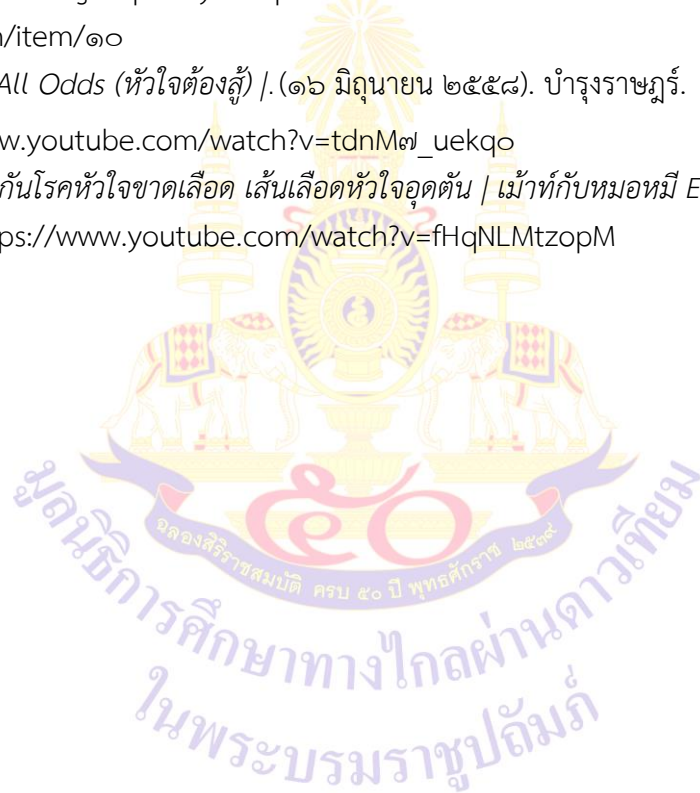 n/item/๑๐
All Odds (หัวใจต้องสู้) |.(๑๖ มิถุนายน ๒๕๕๘). บำรุงราษฎร์.
w.youtube.com/watch?v=tdnM๗_uekq๐
กันโรคหัวใจขาดเลือด เส้นเลือดหัวใจอุดตัน | เม้าท์กับหมอหมี E
ps://www.youtube.com/watch?v=fHqNLMtzopM
๕๐
ฉลองสิริราชสมบัติ ครบ ๕๐ ปี พุทธศักราช ๒๕๓๙
มูลนิธิการศึกษาทางไกลผ่านดาวเทียม
ในพระบรมราชูปถัมภ์